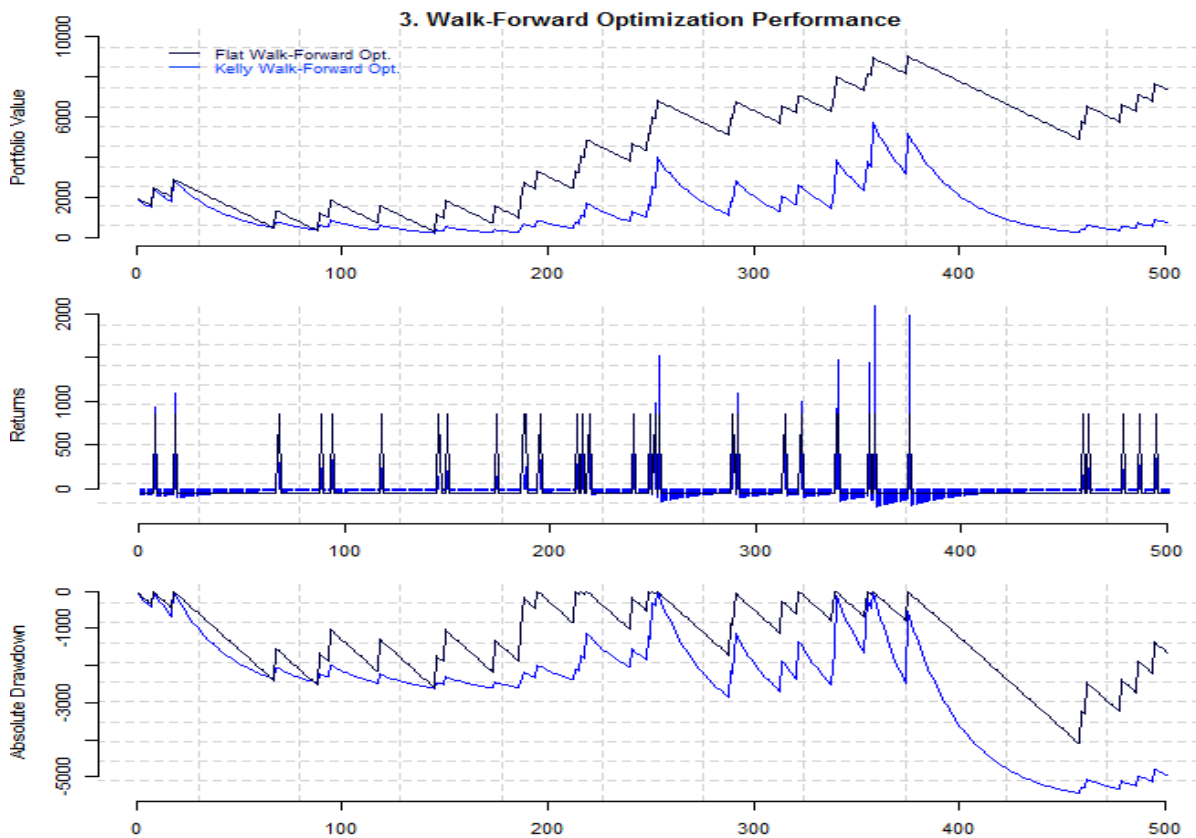 3. Walk-Forward Optimization Performance
Flat Walk-Forward Opt.
Kelly Walk-Forward Opt.
Portfolio Value
10000
6000
2000
0
0 100 200 300 400 500
Returns
2000
1000
500
0
0 100 200 300 400 500
Absolute Drawdown
0
-1000
-3000
-5000
0 100 200 300 400 500